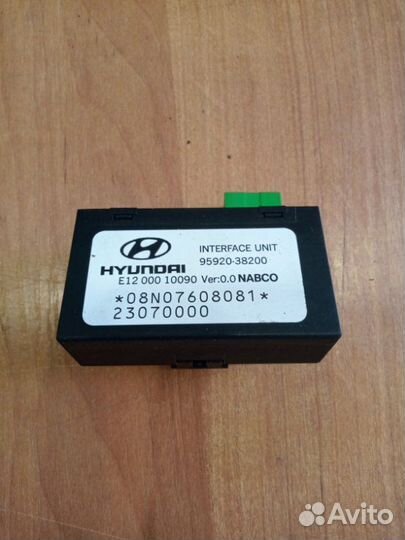 INTERFACE UNIT
HYUNDAI 95920-38200
E12 000 10090 Ver:0.0 NABCO
*08N07608081*
23070000
Avito